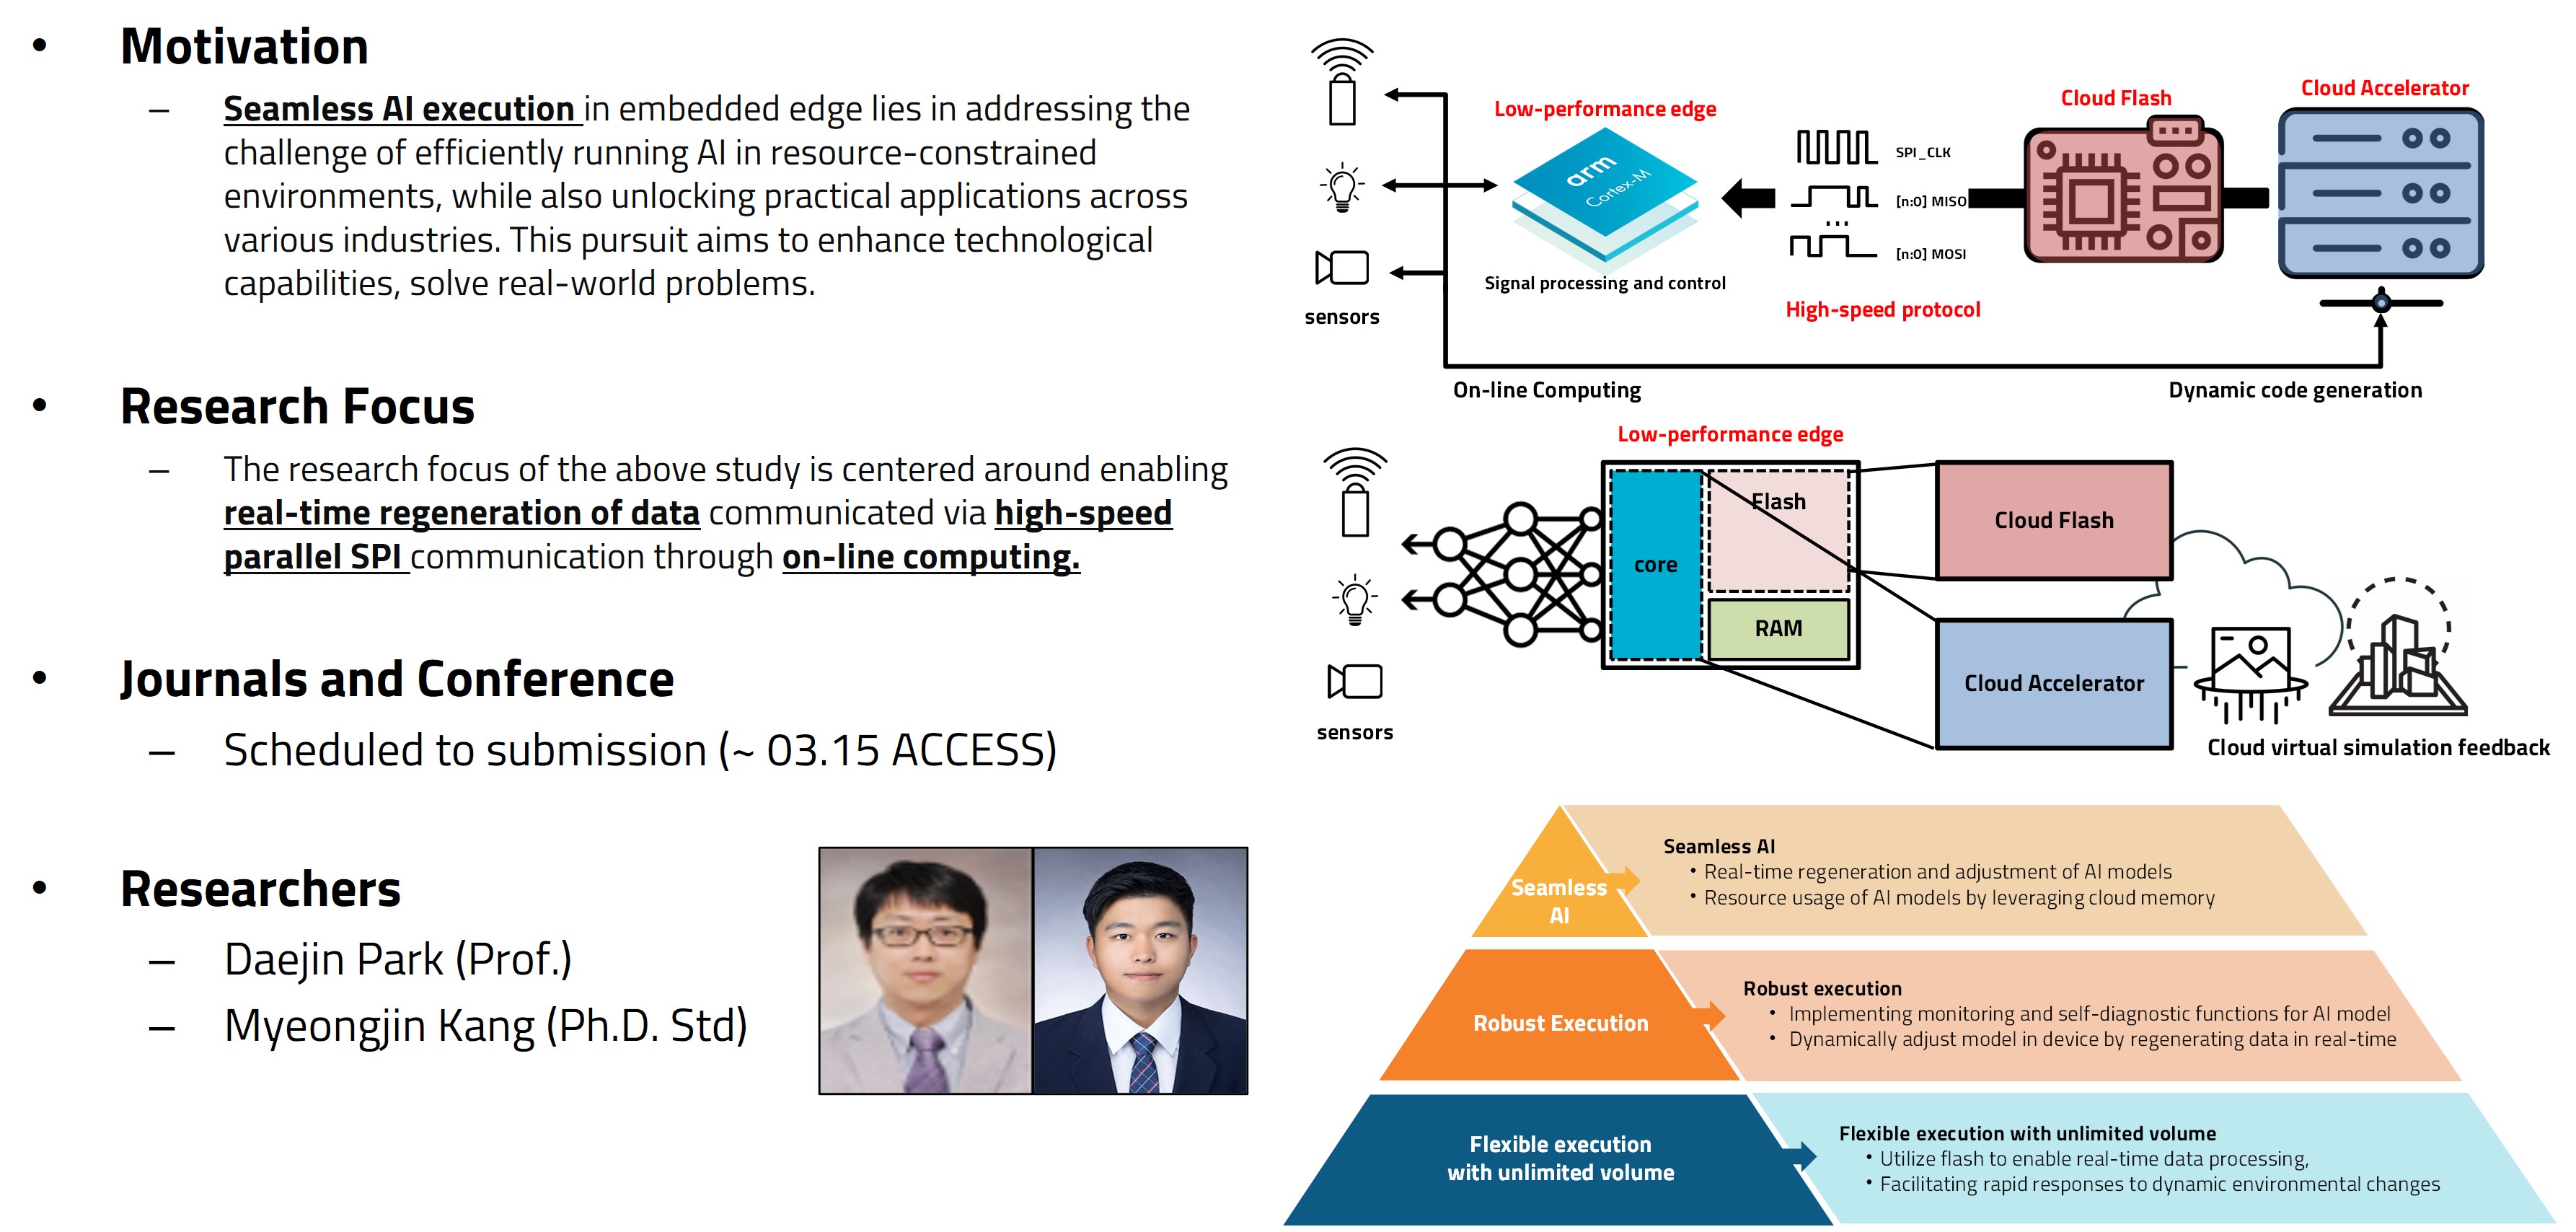 • Motivation
– Seamless AI execution in embedded edge lies in addressing the
challenge of efficiently running AI in resource-constrained
environments, while also unlocking practical applications across
various industries. This pursuit aims to enhance technological
capabilities, solve real-world problems.
• Research Focus
– The research focus of the above study is centered around enabling
real-time regeneration of data communicated via high-speed
parallel SPI communication through on-line computing.
• Journals and Conference
– Scheduled to submission (~ 03.15 ACCESS)
• Researchers
– Daejin Park (Prof.)
– Myeongjin Kang (Ph.D. Std)
sensors
Low-performance edge
arm
Cortex-M
Signal processing and control
SPI_CLK
[n:0] MISO
...
[n:0] MOSI
High-speed protocol
Cloud Flash
Cloud Accelerator
On-line Computing
Dynamic code generation
Low-performance edge
sensors
core
Flash
RAM
Cloud Flash
Cloud Accelerator
Cloud virtual simulation feedback
Seamless
AI
Seamless AI
• Real-time regeneration and adjustment of AI models
• Resource usage of AI models by leveraging cloud memory
Robust Execution
Robust execution
• Implementing monitoring and self-diagnostic functions for AI model
• Dynamically adjust model in device by regenerating data in real-time
Flexible execution
with unlimited volume
Flexible execution with unlimited volume
• Utilize flash to enable real-time data processing,
• Facilitating rapid responses to dynamic environmental changes